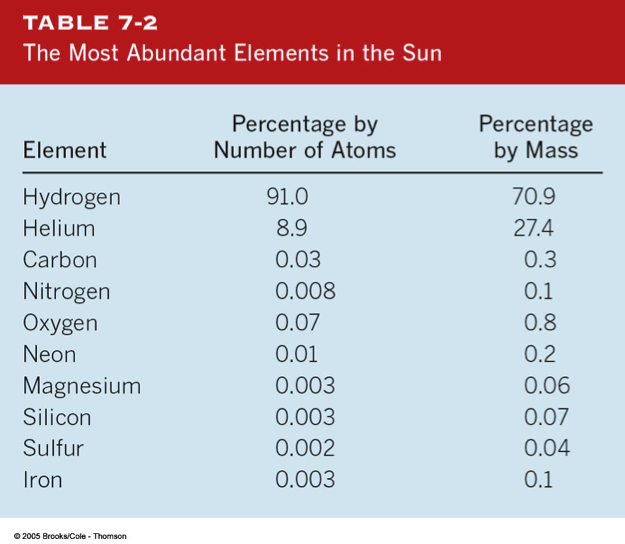 TABLE 7-2
The Most Abundant Elements in the Sun
Element Percentage by Number of Atoms Percentage by Mass
Hydrogen 91.0 70.9
Helium 8.9 27.4
Carbon 0.03 0.3
Nitrogen 0.008 0.1
Oxygen 0.07 0.8
Neon 0.01 0.2
Magnesium 0.003 0.06
Silicon 0.003 0.07
Sulfur 0.002 0.04
Iron 0.003 0.1
© 2005 Brooks/Cole - Thomson